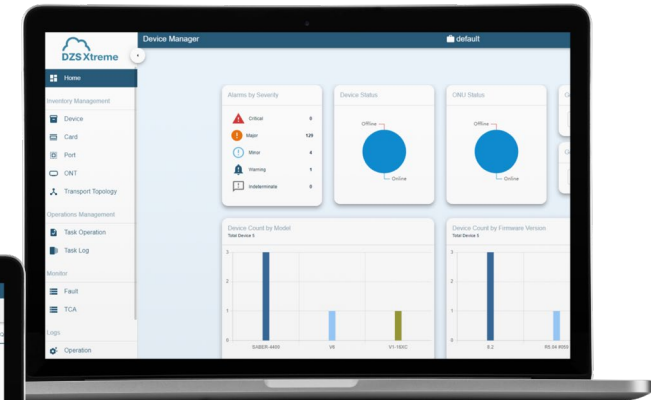 DZS Xtreme
Device Manager
default
Home
Inventory Management
Device
Card
Port
ONT
Transport Topology
Operations Management
Task Operation
Task Log
Monitor
Fault
TCA
Logs
Operation
Alarms by Severity
Critical 0
Major 129
Minor 4
Warning 1
Indeterminate 0
Device Status
Offline
Online
ONU Status
Offline
Online
Device Count by Model
Total Device 5
3
2
1
0
SABER-4400
V6
V1-16XC
Device Count by Firmware Version
Total Device 5
3
2
1
0